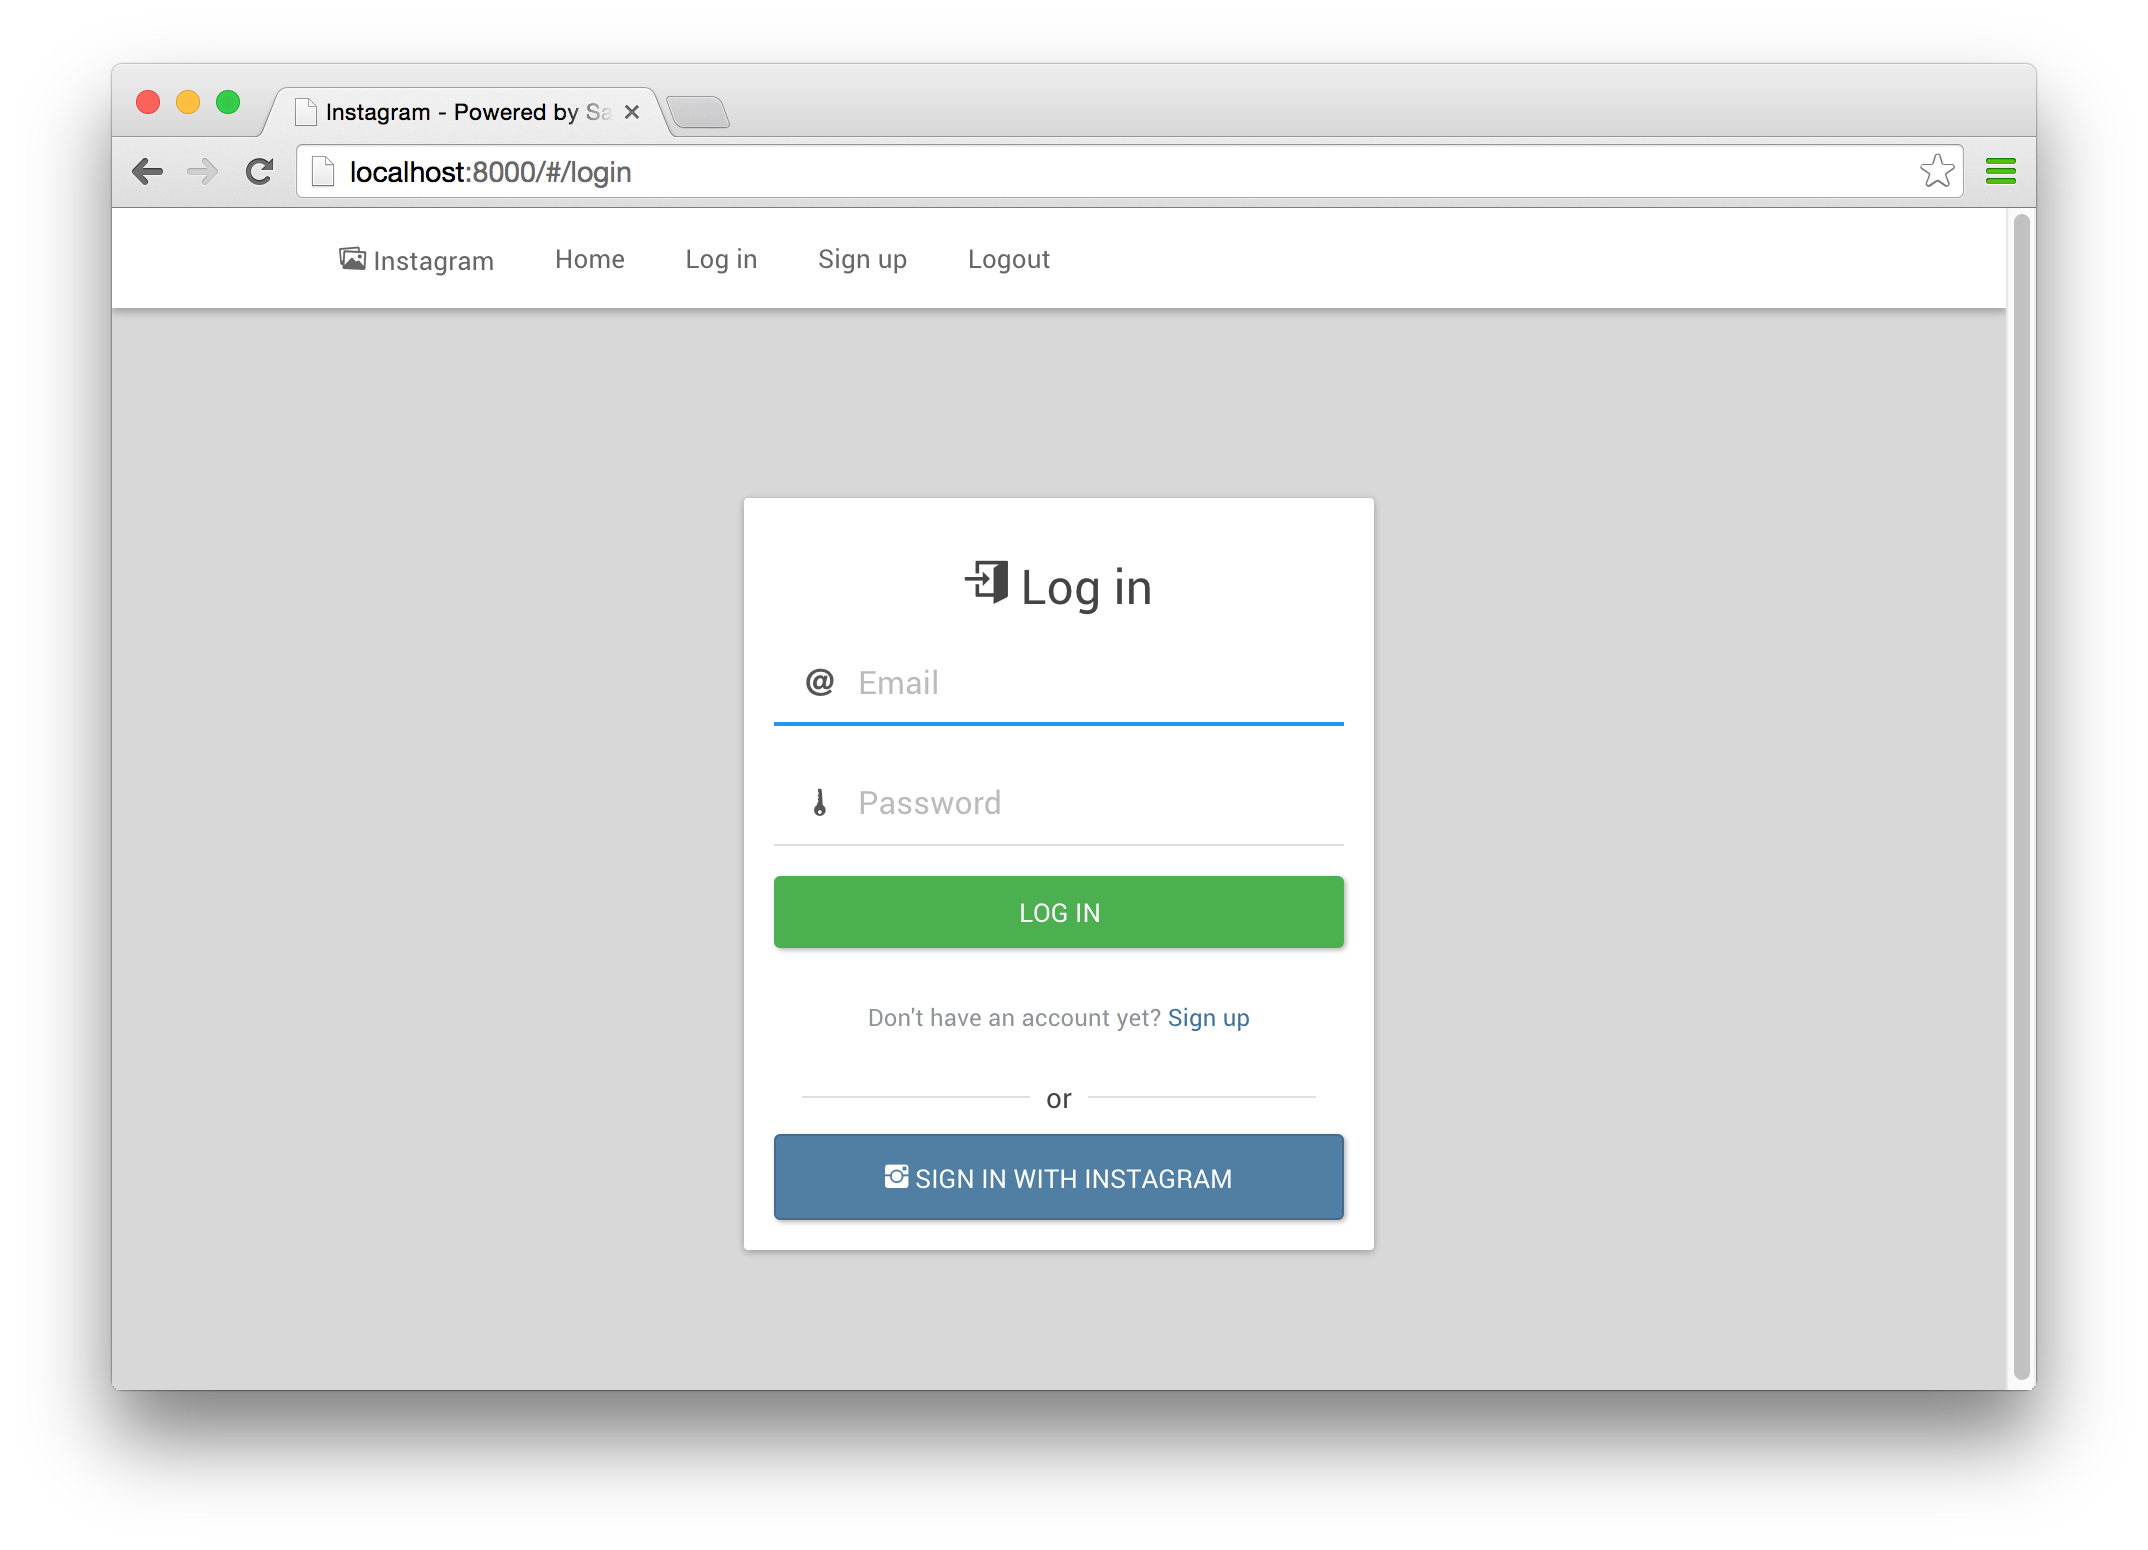 Instagram - Powered by Sa
localhost:8000/#/login
Instagram Home Log in Sign up Logout
Log in
@ Email
Password
LOG IN
Don't have an account yet? Sign up
or
SIGN IN WITH INSTAGRAM